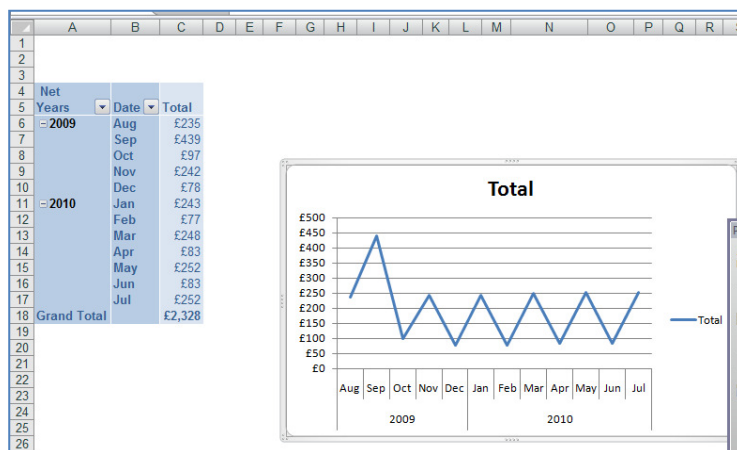 A B C D E F G H I J K L M N O P Q R
1
2
3
4 Net
5 Years Date Total
6 2009 Aug £235
7 Sep £439
8 Oct £97
9 Nov £242
10 Dec £78
11 2010 Jan £243
12 Feb £77
13 Mar £248
14 Apr £83
15 May £252
16 Jun £83
17 Jul £252
18 Grand Total £2,328
19
20
21
22
23
24
25
26
Total
£500
£450
£400
£350
£300
£250
£200
£150
£100
£50
£0
Aug Sep Oct Nov Dec Jan Feb Mar Apr May Jun Jul
2009 2010
Total